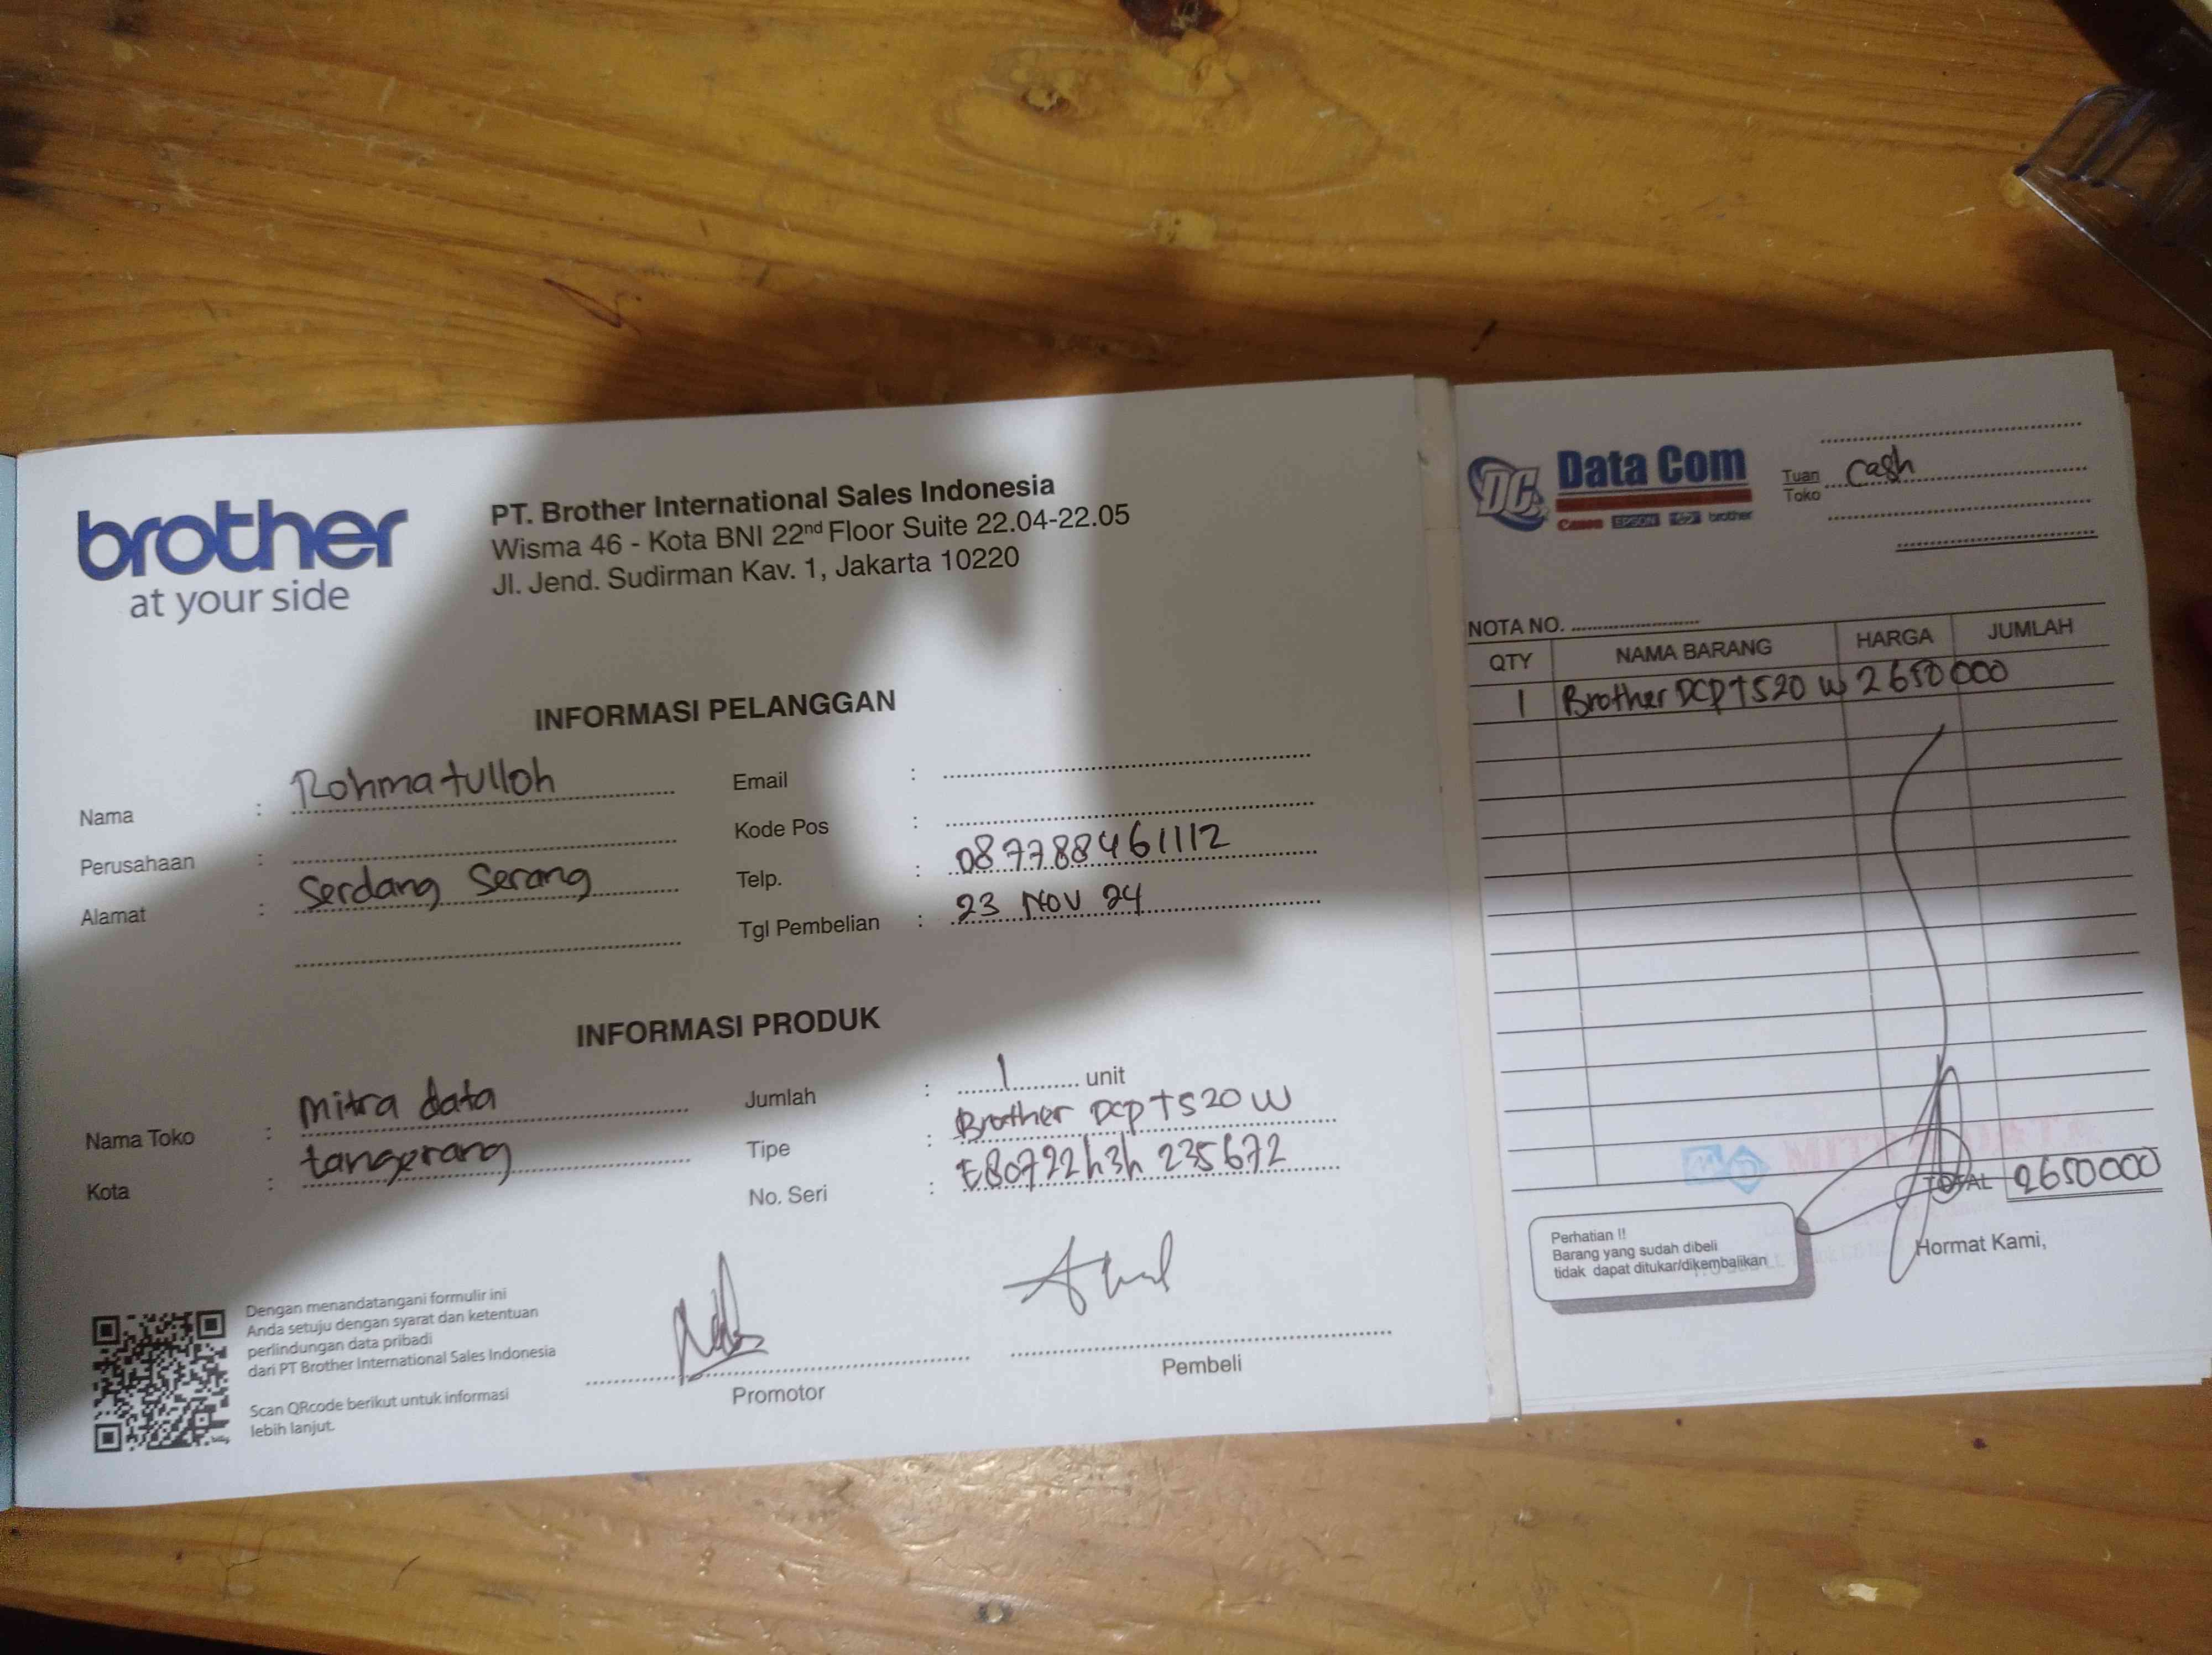 brother
at your side
PT. Brother International Sales Indonesia
Wisma 46 - Kota BNI 22nd Floor Suite 22.04-22.05
Jl. Jend. Sudirman Kav. 1, Jakarta 10220
INFORMASI PELANGGAN
Nama : Rohmatulloh
Perusahaan :
Alamat : Serdang Serang
Email :
Kode Pos :
Telp. : 087788461112
Tgl Pembelian : 23 Nov 24
INFORMASI PRODUK
Nama Toko : Mitra data
Kota : tangerang
Jumlah : 1 unit
Tipe : Brother DCP T520 W
No. Seri : E80722h3h 235672
Dengan menandatangani formulir ini
Anda setuju dengan syarat dan ketentuan
perlindungan data pribadi
dari PT Brother International Sales Indonesia
Scan QRcode berikut untuk informasi
lebih lanjut.
Promotor
Pembeli
DC Data Com
Canon EPSON hp brother
Tuan
Toko
Cash
NOTA NO.
QTY NAMA BARANG HARGA JUMLAH
1 Brother DCP T520 W 2650000
TOTAL 2650000
Perhatian !!
Barang yang sudah dibeli
tidak dapat ditukar/dikembalikan
Hormat Kami,